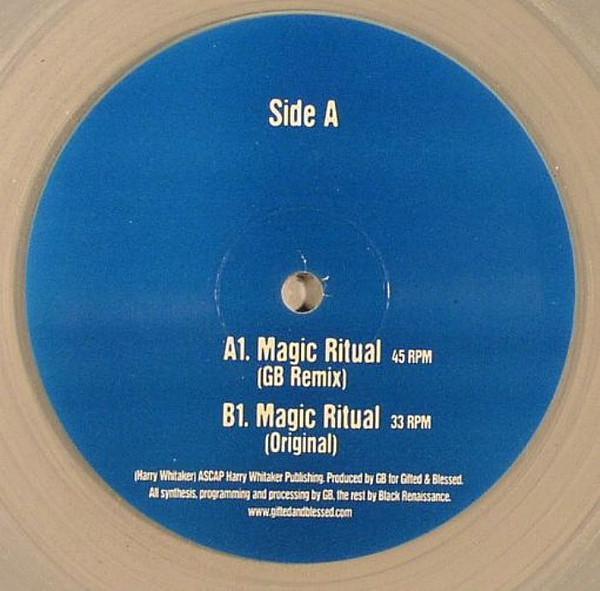 Side A
A1. Magic Ritual 45 RPM
(GB Remix)
B1. Magic Ritual 33 RPM
(Original)
(Harry Whitaker) ASCAP Harry Whitaker Publishing. Produced by GB for Gifted & Blessed.
All synthesis, programming and processing by GB, the rest by Black Renaissance.
www.giftedandblessed.com